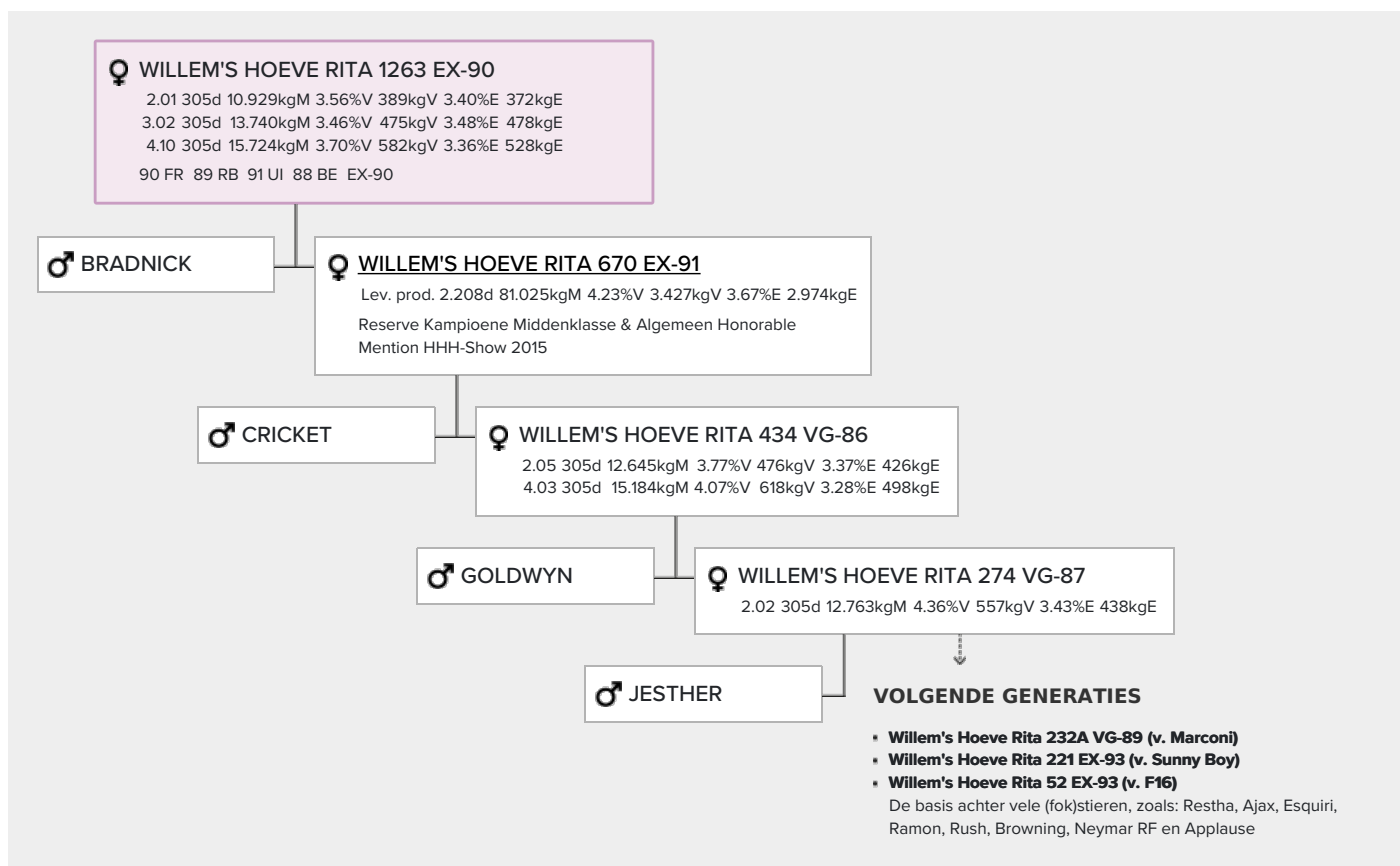 WILLEM'S HOEVE RITA 1263 EX-90
2.01 305d 10.929kgM 3.56%V 389kgV 3.40%E 372kgE
3.02 305d 13.740kgM 3.46%V 475kgV 3.48%E 478kgE
4.10 305d 15.724kgM 3.70%V 582kgV 3.36%E 528kgE
90 FR 89 RB 91 UI 88 BE EX-90
BRADNICK
WILLEM'S HOEVE RITA 670 EX-91
Lev. prod. 2.208d 81.025kgM 4.23%V 3.427kgV 3.67%E 2.974kgE
Reserve Kampioene Middenklasse & Algemeen Honorable
Mention HHH-Show 2015
CRICKET
WILLEM'S HOEVE RITA 434 VG-86
2.05 305d 12.645kgM 3.77%V 476kgV 3.37%E 426kgE
4.03 305d 15.184kgM 4.07%V 618kgV 3.28%E 498kgE
GOLDWYN
WILLEM'S HOEVE RITA 274 VG-87
2.02 305d 12.763kgM 4.36%V 557kgV 3.43%E 438kgE
JESTHER
VOLGENDE GENERATIES
Willem's Hoeve Rita 232A VG-89 (v. Marconi)
Willem's Hoeve Rita 221 EX-93 (v. Sunny Boy)
Willem's Hoeve Rita 52 EX-93 (v. F16)
De basis achter vele (fok)stieren, zoals: Restha, Ajax, Esquiri,
Ramon, Rush, Browning, Neymar RF en Applause